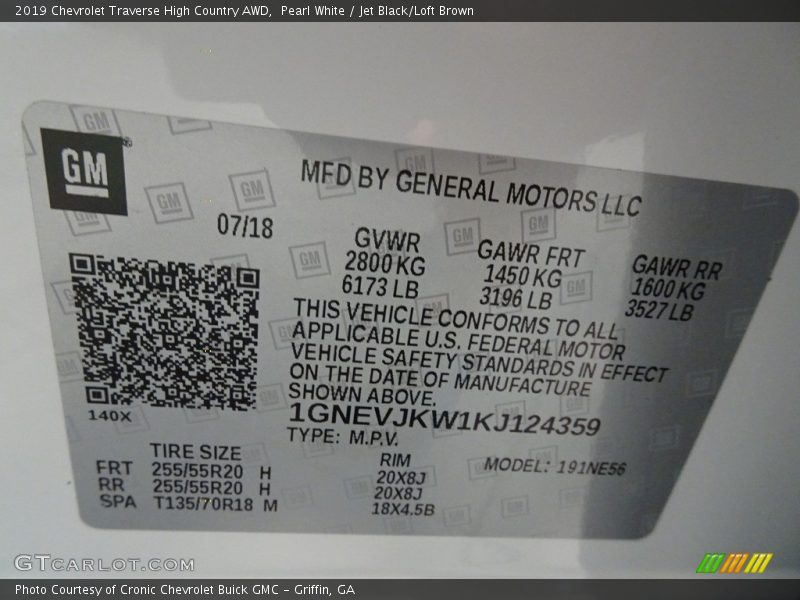 2019 Chevrolet Traverse High Country AWD,  Pearl White / Jet Black/Loft Brown
GM
MFD BY GENERAL MOTORS LLC
07/18
GVWR
2800 KG
6173 LB
GAWR FRT
1450 KG
3196 LB
GAWR RR
1600 KG
3527 LB
THIS VEHICLE CONFORMS TO ALL
APPLICABLE U.S. FEDERAL MOTOR
VEHICLE SAFETY STANDARDS IN EFFECT
ON THE DATE OF MANUFACTURE
SHOWN ABOVE.
140X
1GNEVJKW1KJ124359
TYPE: M.P.V.
MODEL: 191NE56
TIRE SIZE
RIM
FRT 255/55R20 H 20X8J
RR 255/55R20 H 20X8J
SPA T135/70R18 M 18X4.5B
GTCARLOT.COM
Photo Courtesy of Cronic Chevrolet Buick GMC – Griffin, GA